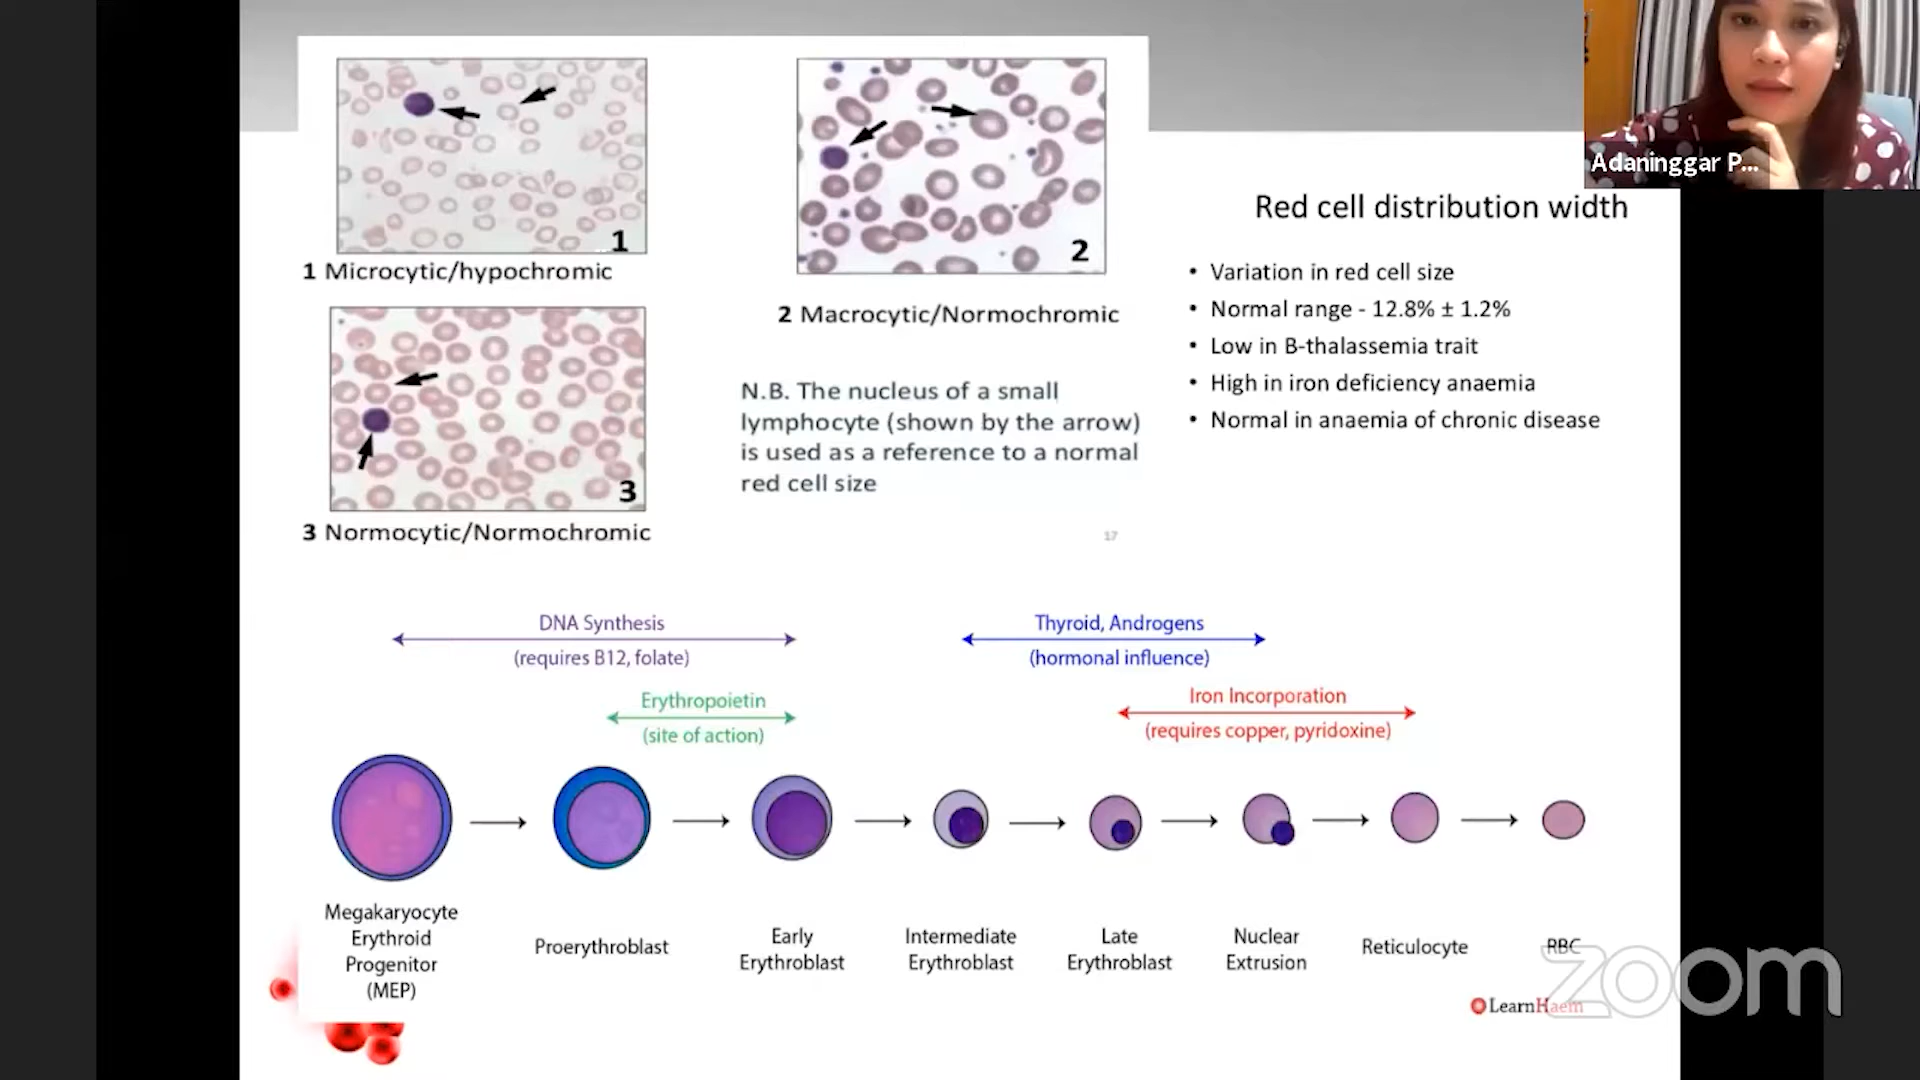 1
1 Microcytic/hypochromic
2
2 Macrocytic/Normochromic
3
3 Normocytic/Normochromic
N.B. The nucleus of a small
lymphocyte (shown by the arrow)
is used as a reference to a normal
red cell size
17
Adaninggar P...
Red cell distribution width
• Variation in red cell size
• Normal range - 12.8% ± 1.2%
• Low in B-thalassemia trait
• High in iron deficiency anaemia
• Normal in anaemia of chronic disease
DNA Synthesis
(requires B12, folate)
Thyroid, Androgens
(hormonal influence)
Erythropoietin
(site of action)
Iron Incorporation
(requires copper, pyridoxine)
Megakaryocyte
Erythroid
Progenitor
(MEP)
Proerythroblast
Early
Erythroblast
Intermediate
Erythroblast
Late
Erythroblast
Nuclear
Extrusion
Reticulocyte
RBC
LearnHaem
zoom